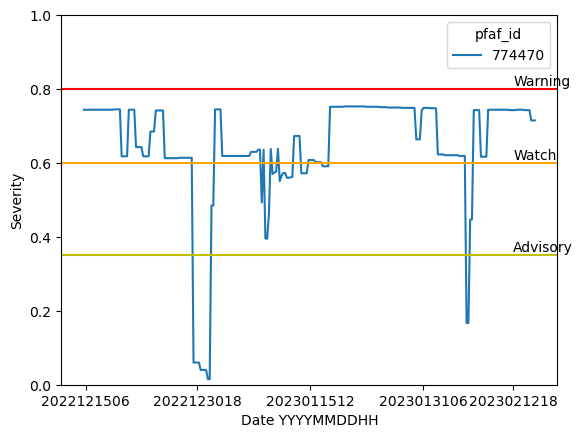 pfaf_id
774470
Warning
Watch
Advisory
1.0
0.8
0.6
0.4
0.2
0.0
Severity
2022121506 2022123018 2023011512 2023013106 2023021218
Date YYYYMMDDHH